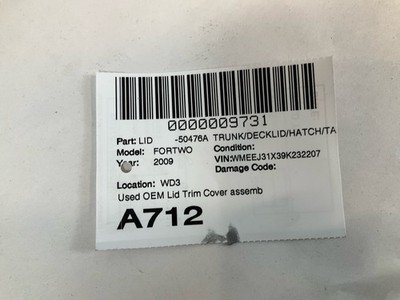 0000009731
Part: LID -50476A TRUNK/DECKLID/HATCH/TA
Model: FORTWO Condition:
Year: 2009 VIN:WMEEJ31X39K232207
Damage Code:
Location: WD3
Used OEM Lid Trim Cover assemb
A712